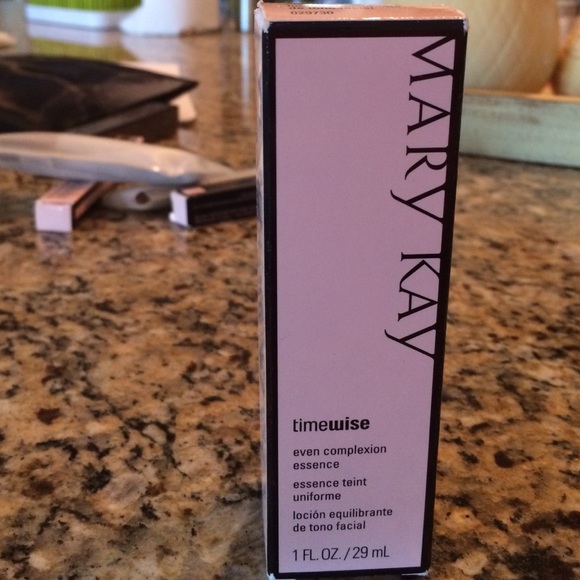 029730
MARY KAY
timewise
even complexion
essence
essence teint
uniforme
loción equilibrante
de tono facial
1 FL. OZ. / 29 mL